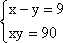 x − y = 9
xy = 90